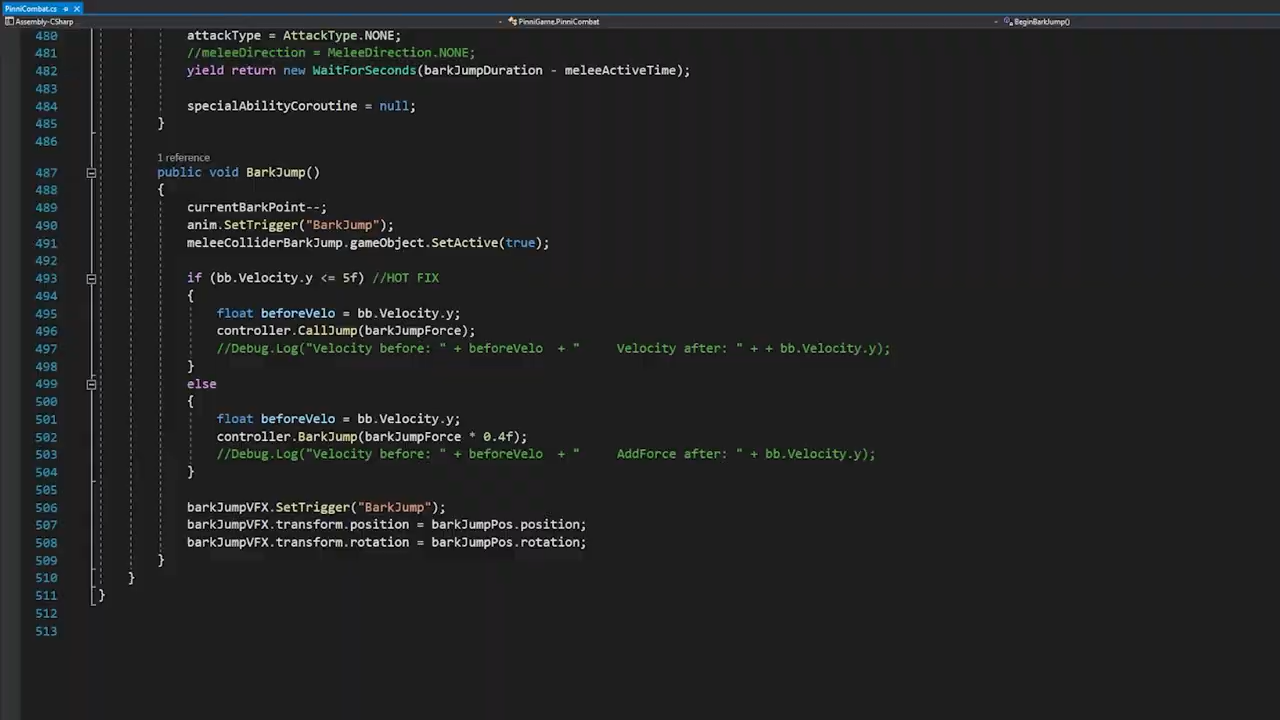 PinniCombat.cs
Assembly-CSharp
PinniGame.PinniCombat
BeginBarkJump()
480 attackType = AttackType.NONE;
481 //meleeDirection = MeleeDirection.NONE;
482 yield return new WaitForSeconds(barkJumpDuration - meleeActiveTime);
483
484 specialAbilityCoroutine = null;
485 }
486
1 reference
487 public void BarkJump()
488 {
489 currentBarkPoint--;
490 anim.SetTrigger("BarkJump");
491 meleeColliderBarkJump.gameObject.SetActive(true);
492
493 if (bb.Velocity.y <= 5f) //HOT FIX
494 {
495 float beforeVelo = bb.Velocity.y;
496 controller.CallJump(barkJumpForce);
497 //Debug.Log("Velocity before: " + beforeVelo  + "     Velocity after: " + + bb.Velocity.y);
498 }
499 else
500 {
501 float beforeVelo = bb.Velocity.y;
502 controller.BarkJump(barkJumpForce * 0.4f);
503 //Debug.Log("Velocity before: " + beforeVelo  + "     AddForce after: " + bb.Velocity.y);
504 }
505
506 barkJumpVFX.SetTrigger("BarkJump");
507 barkJumpVFX.transform.position = barkJumpPos.position;
508 barkJumpVFX.transform.rotation = barkJumpPos.rotation;
509 }
510 }
511 }
512
513